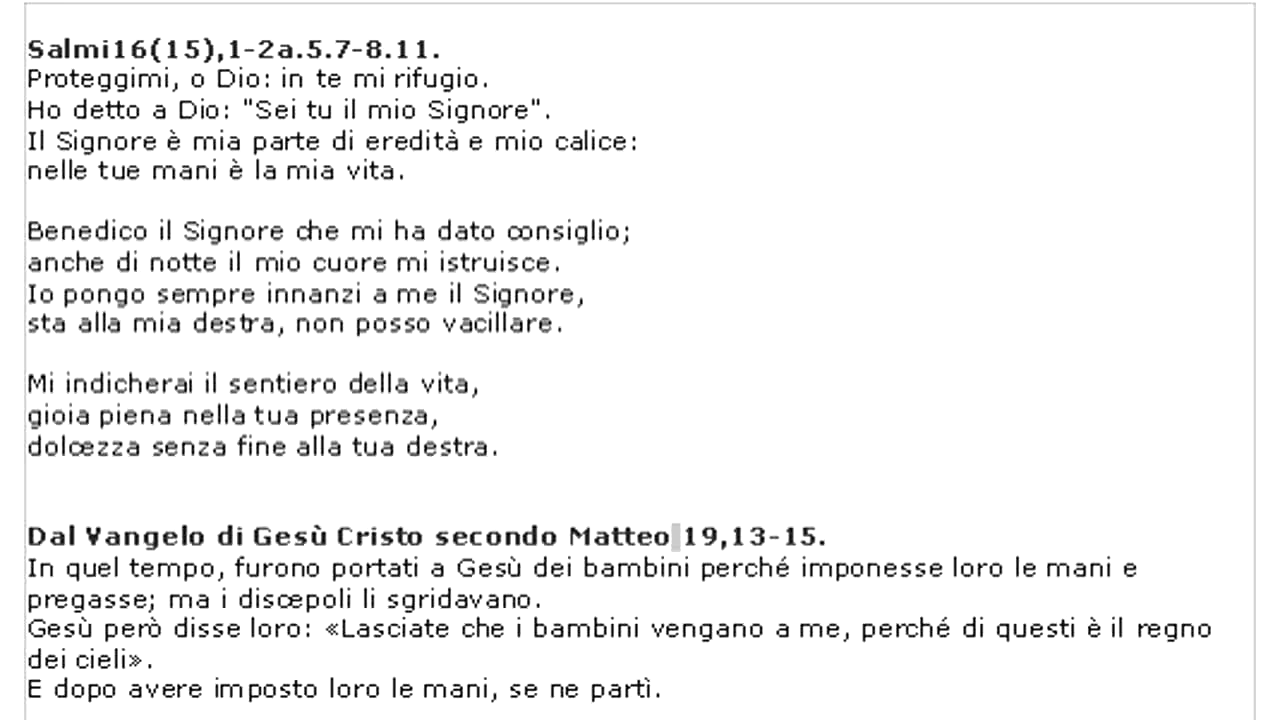 Salmi16(15),1-2a.5.7-8.11.
Proteggimi, o Dio: in te mi rifugio.
Ho detto a Dio: "Sei tu il mio Signore".
Il Signore è mia parte di eredità e mio calice:
nelle tue mani è la mia vita.
Benedico il Signore che mi ha dato consiglio;
anche di notte il mio cuore mi istruisce.
Io pongo sempre innanzi a me il Signore,
sta alla mia destra, non posso vacillare.
Mi indicherai il sentiero della vita,
gioia piena nella tua presenza,
dolcezza senza fine alla tua destra.
Dal Vangelo di Gesù Cristo secondo Matteo 19,13-15.
In quel tempo, furono portati a Gesù dei bambini perché imponesse loro le mani e
pregasse; ma i discepoli li sgridavano.
Gesù però disse loro: «Lasciate che i bambini vengano a me, perché di questi è il regno
dei cieli».
E dopo avere imposto loro le mani, se ne partì.